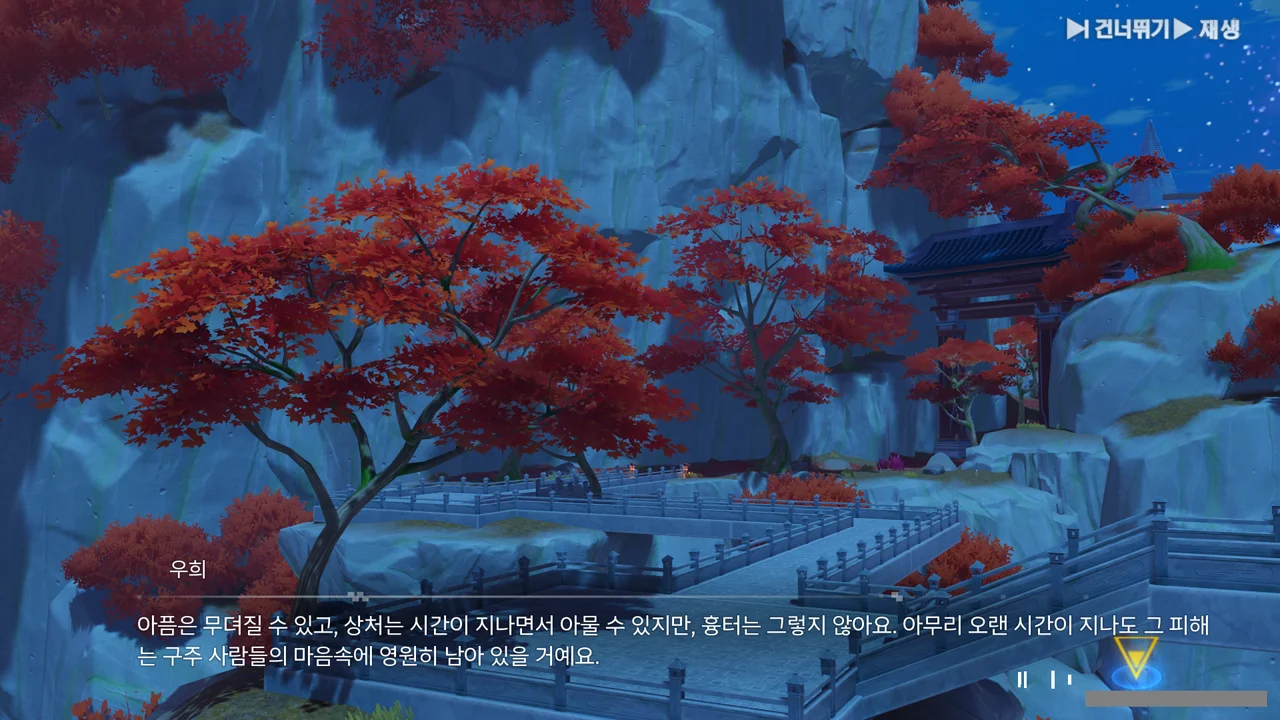 건너뛰기 재생
우희
아픔은 무뎌질 수 있고, 상처는 시간이 지나면서 아물 수 있지만, 흉터는 그렇지 않아요. 아무리 오랜 시간이 지나도 그 피해
는 구주 사람들의 마음속에 영원히 남아 있을 거예요.